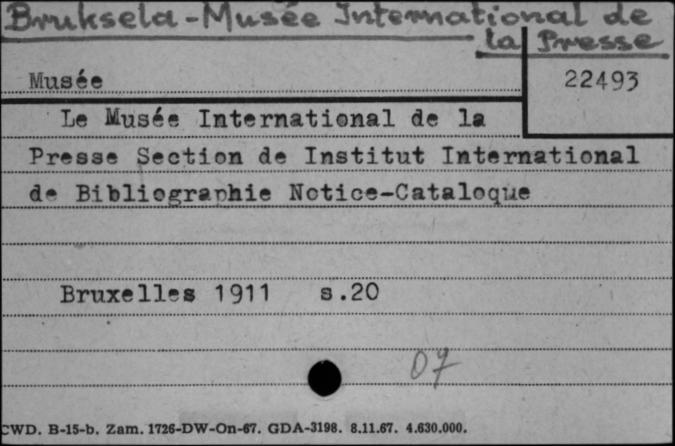 Bruksela - Musée International de
la Presse
Musée
22493
Le Musée International de la
Presse Section de Institut International
de Bibliographie Notice-Cataloque
Bruxelles 1911 s.20
07
CWD. B-15-b. Zam. 1726-DW-On-67. GDA-3198. 8.11.67. 4.630.000.